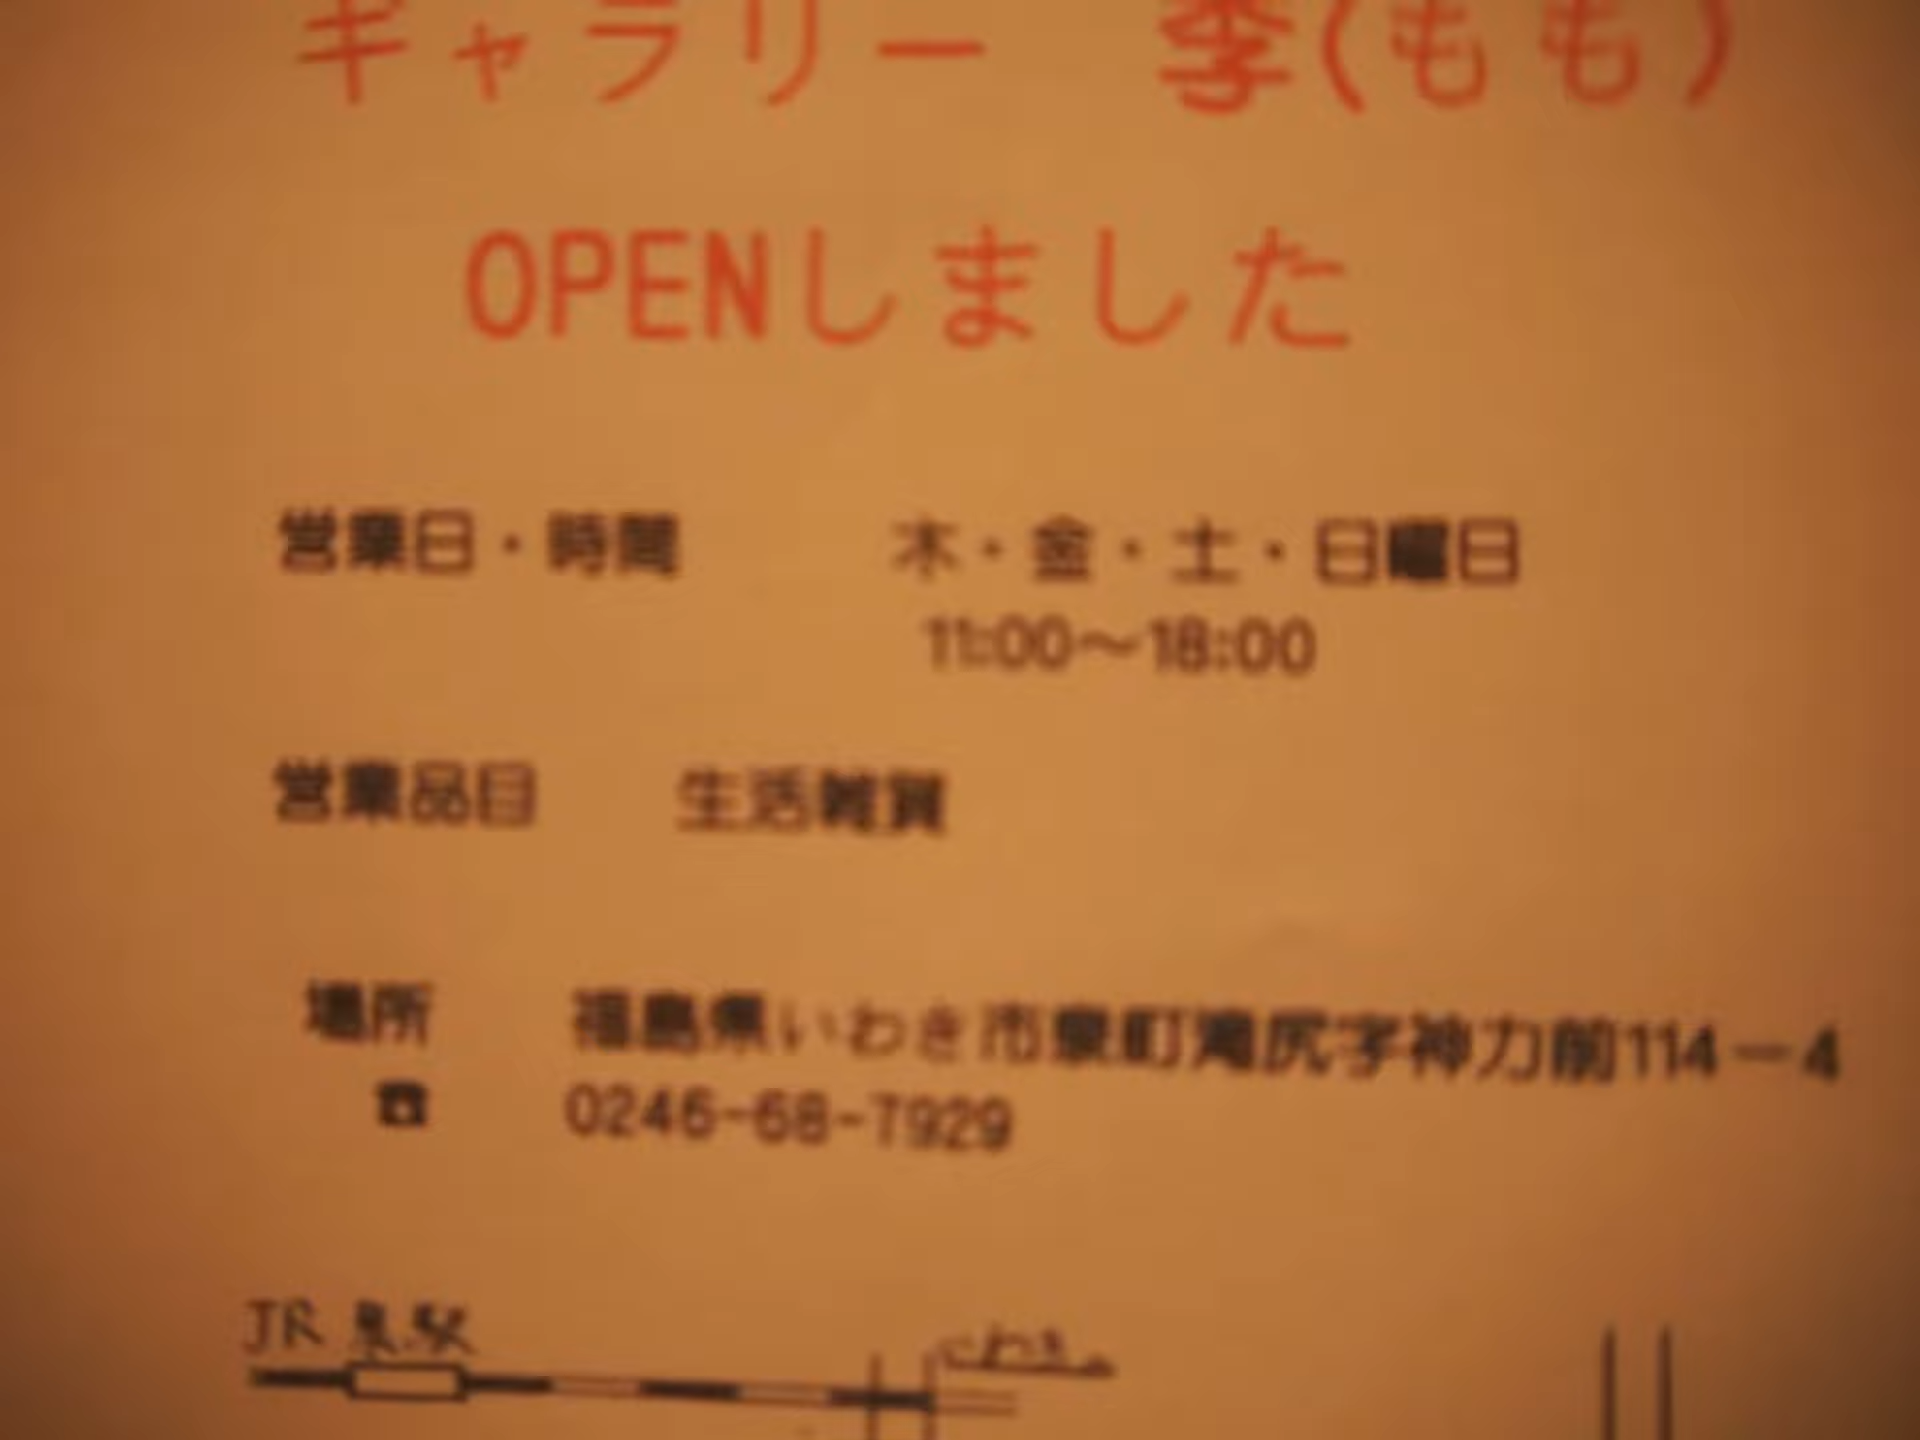 ギャラリー　季(もも)
OPENしました
営業日・時間　木・金・土・日曜日
11:00～18:00
営業品目　生活雑貨
場所　福島県いわき市泉町滝尻字神力前114－4
☎　0246-68-7929
JR 泉駅
いわき